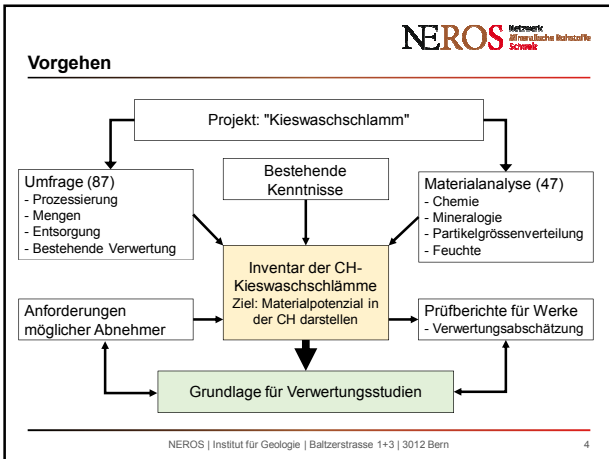 NEROS Netzwerk
Mineralische Rohstoffe
Schweiz
Vorgehen
Projekt: "Kieswaschschlamm"
Umfrage (87)
- Prozessierung
- Mengen
- Entsorgung
- Bestehende Verwertung
Bestehende
Kenntnisse
Materialanalyse (47)
- Chemie
- Mineralogie
- Partikelgrössenverteilung
- Feuchte
Inventar der CH-
Kieswaschschlämme
Ziel: Materialpotenzial in
der CH darstellen
Anforderungen
möglicher Abnehmer
Prüfberichte für Werke
- Verwertungsabschätzung
Grundlage für Verwertungsstudien
NEROS | Institut für Geologie | Baltzerstrasse 1+3 | 3012 Bern
4